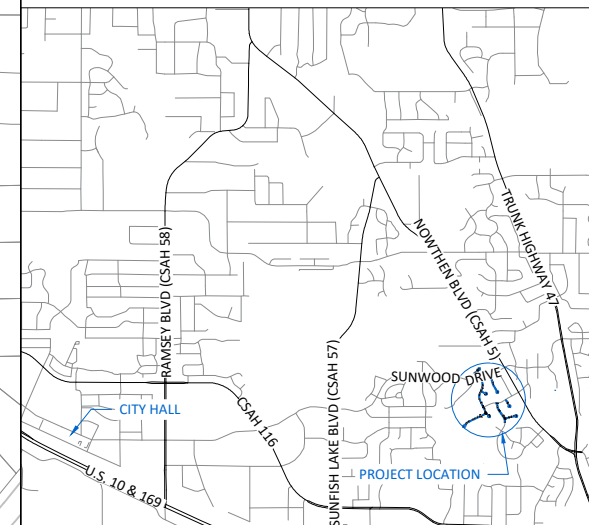 TRUNK HIGHWAY 47
NOWTHEN BLVD (CSAH 5)
RAMSEY BLVD (CSAH 58)
SUNFISH LAKE BLVD (CSAH 57)
SUNWOOD DRIVE
CITY HALL
CSAH 116
PROJECT LOCATION
U.S. 10 & 169